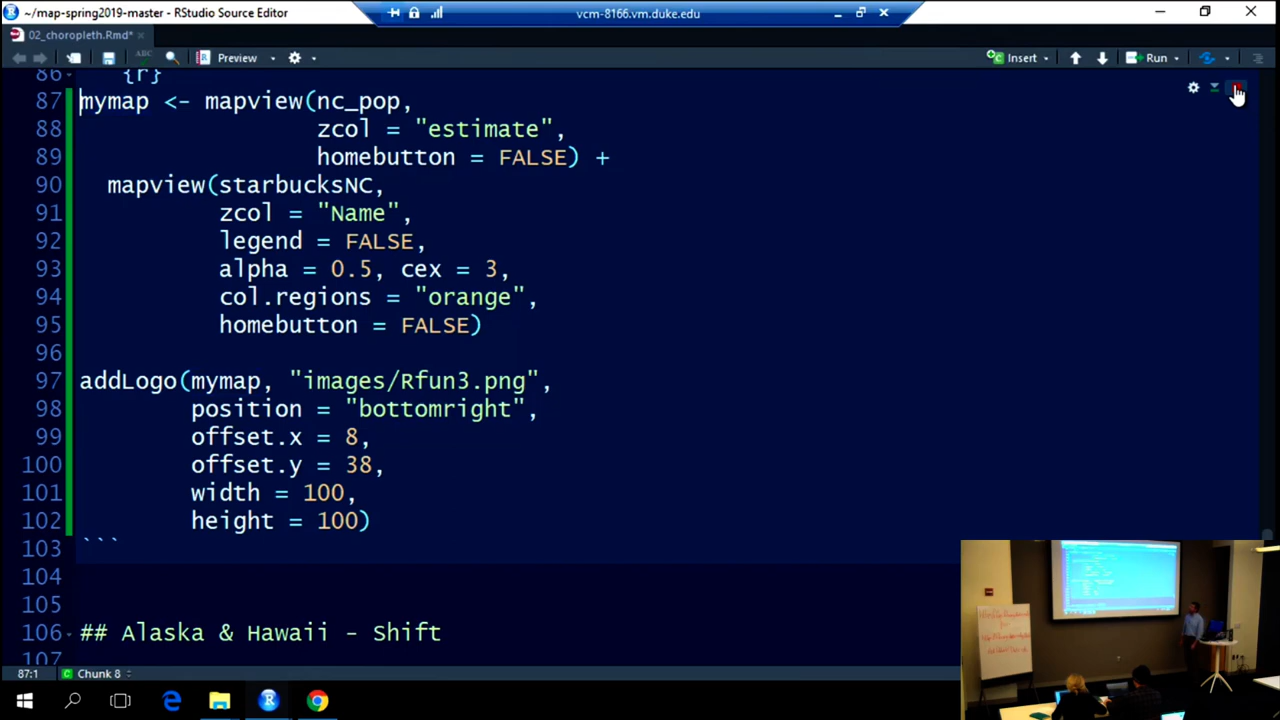 ~/map-spring2019-master - RStudio Source Editor
vcm-8166.vm.duke.edu
02_choropleth.Rmd*
ABC
Preview
Insert
Run
86
{r}
87 mymap <- mapview(nc_pop,
88 zcol = "estimate",
89 homebutton = FALSE) +
90 mapview(starbucksNC,
91 zcol = "Name",
92 legend = FALSE,
93 alpha = 0.5, cex = 3,
94 col.regions = "orange",
95 homebutton = FALSE)
96
97 addLogo(mymap, "images/Rfun3.png",
98 position = "bottomright",
99 offset.x = 8,
100 offset.y = 38,
101 width = 100,
102 height = 100)
103 ```
104
105
106 ## Alaska & Hawaii - Shift
107
87:1
Chunk 8